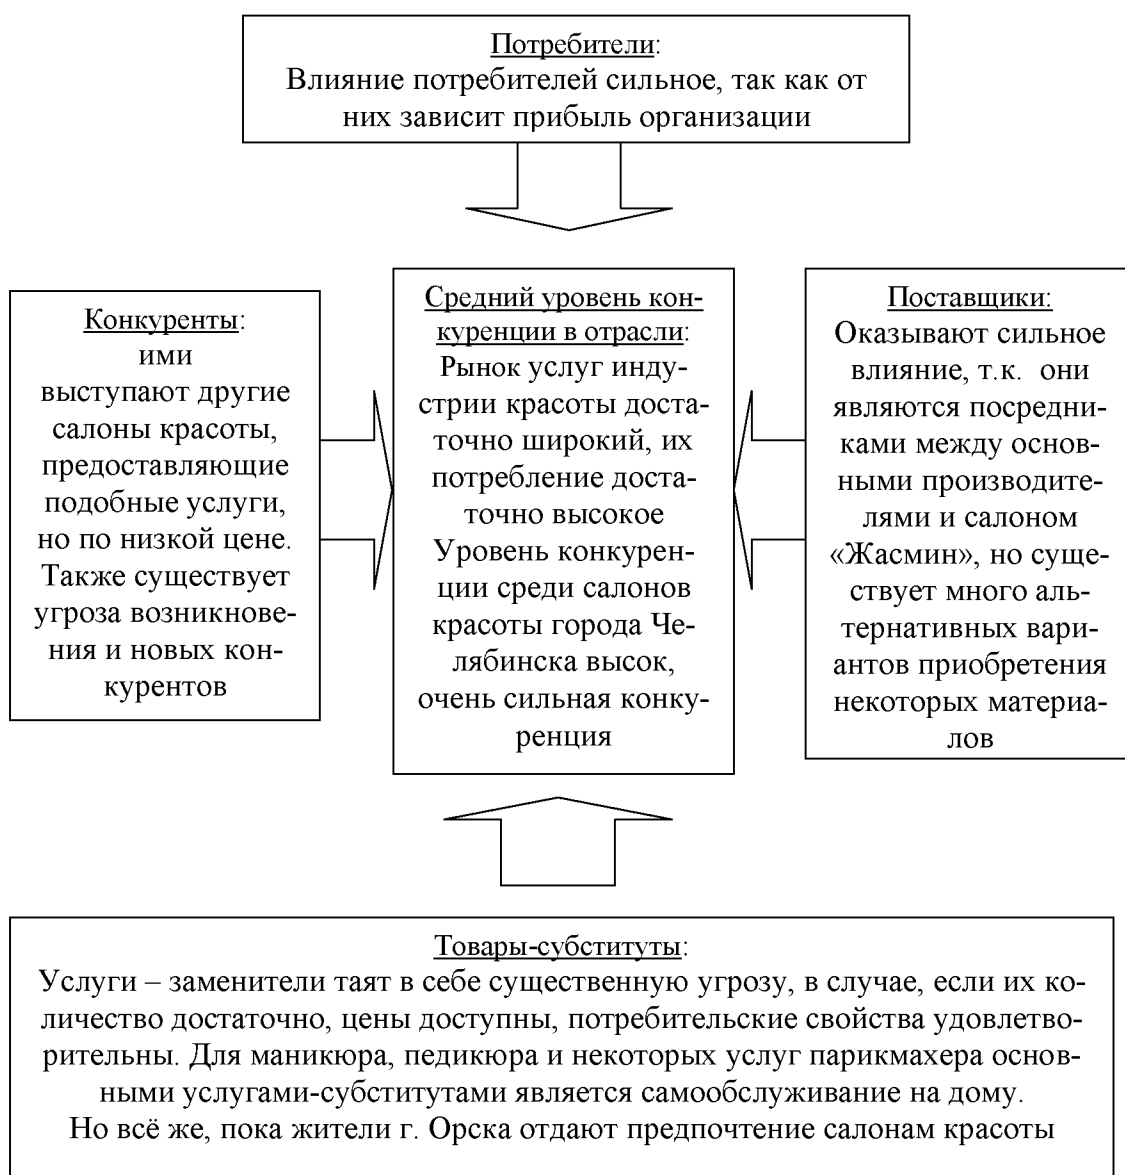 Потребители:
Влияние потребителей сильное, так как от
них зависит прибыль организации
Конкуренты:
ими
выступают другие
салоны красоты,
предоставляющие
подобные услуги,
но по низкой цене.
Также существует
угроза возникнове-
ния и новых кон-
курентов
Средний уровень кон-
куренции в отрасли:
Рынок услуг инду-
стрии красоты доста-
точно широкий, их
потребление доста-
точно высокое
Уровень конкурен-
ции среди салонов
красоты города Че-
лябинска высок,
очень сильная конку-
ренция
Поставщики:
Оказывают сильное
влияние, т.к. они
являются посредни-
ками между основ-
ными производите-
лями и салоном
«Жасмин», но суще-
ствует много аль-
тернативных вари-
антов приобретения
некоторых материа-
лов
Товары-субституты:
Услуги – заменители таят в себе существенную угрозу, в случае, если их ко-
личество достаточно, цены доступны, потребительские свойства удовлетво-
рительны. Для маникюра, педикюра и некоторых услуг парикмахера основ-
ными услугами-субститутами является самообслуживание на дому.
Но всё же, пока жители г. Орска отдают предпочтение салонам красоты